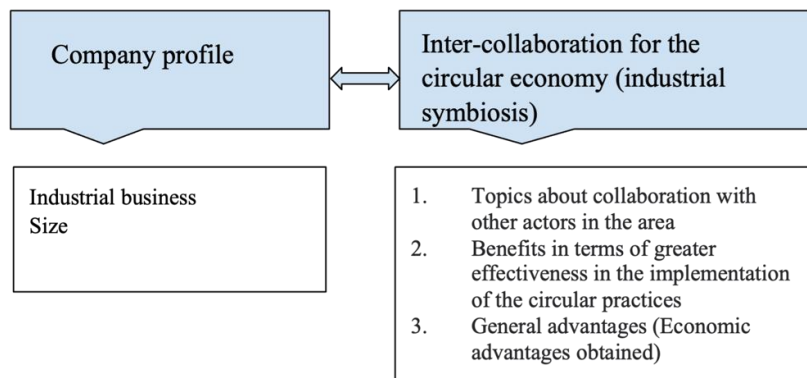 Company profile
Inter-collaboration for the
circular economy (industrial
symbiosis)
Industrial business
Size
1. Topics about collaboration with
other actors in the area
2. Benefits in terms of greater
effectiveness in the implementation
of the circular practices
3. General advantages (Economic
advantages obtained)